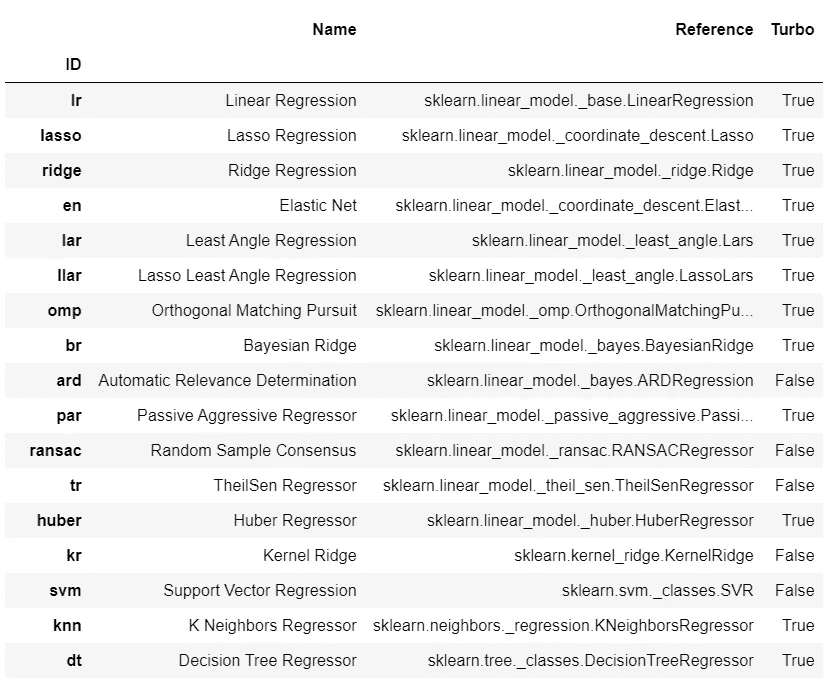 Name Reference Turbo
ID
lr Linear Regression sklearn.linear_model._base.LinearRegression True
lasso Lasso Regression sklearn.linear_model._coordinate_descent.Lasso True
ridge Ridge Regression sklearn.linear_model._ridge.Ridge True
en Elastic Net sklearn.linear_model._coordinate_descent.Elast... True
lar Least Angle Regression sklearn.linear_model._least_angle.Lars True
llar Lasso Least Angle Regression sklearn.linear_model._least_angle.LassoLars True
omp Orthogonal Matching Pursuit sklearn.linear_model._omp.OrthogonalMatchingPu... True
br Bayesian Ridge sklearn.linear_model._bayes.BayesianRidge True
ard Automatic Relevance Determination sklearn.linear_model._bayes.ARDRegression False
par Passive Aggressive Regressor sklearn.linear_model._passive_aggressive.Passi... True
ransac Random Sample Consensus sklearn.linear_model._ransac.RANSACRegressor False
tr TheilSen Regressor sklearn.linear_model._theil_sen.TheilSenRegressor False
huber Huber Regressor sklearn.linear_model._huber.HuberRegressor True
kr Kernel Ridge sklearn.kernel_ridge.KernelRidge False
svm Support Vector Regression sklearn.svm._classes.SVR False
knn K Neighbors Regressor sklearn.neighbors._regression.KNeighborsRegressor True
dt Decision Tree Regressor sklearn.tree._classes.DecisionTreeRegressor True